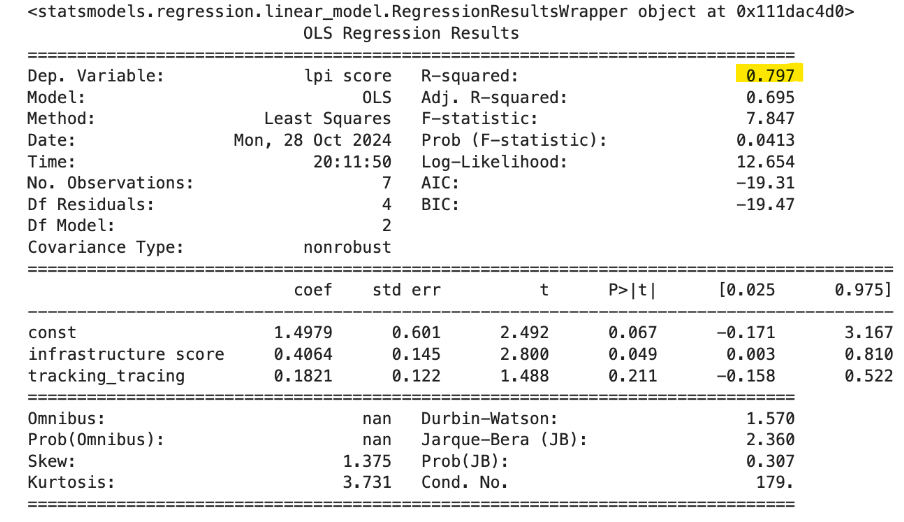 <statsmodels.regression.linear_model.RegressionResultsWrapper object at 0x111dac4d0>
                            OLS Regression Results
==============================================================================
Dep. Variable:              lpi score   R-squared:                       0.797
Model:                            OLS   Adj. R-squared:                  0.695
Method:                 Least Squares   F-statistic:                     7.847
Date:                Mon, 28 Oct 2024   Prob (F-statistic):             0.0413
Time:                        20:11:50   Log-Likelihood:                 12.654
No. Observations:                   7   AIC:                            -19.31
Df Residuals:                       4   BIC:                            -19.47
Df Model:                           2
Covariance Type:            nonrobust
========================================================================================
                           coef    std err          t      P>|t|      [0.025      0.975]
----------------------------------------------------------------------------------------
const                    1.4979      0.601      2.492      0.067      -0.171       3.167
infrastructure score     0.4064      0.145      2.800      0.049       0.003       0.810
tracking_tracing         0.1821      0.122      1.488      0.211      -0.158       0.522
==============================================================================
Omnibus:                          nan   Durbin-Watson:                   1.570
Prob(Omnibus):                    nan   Jarque-Bera (JB):                2.360
Skew:                           1.375   Prob(JB):                        0.307
Kurtosis:                       3.731   Cond. No.                         179.
==============================================================================